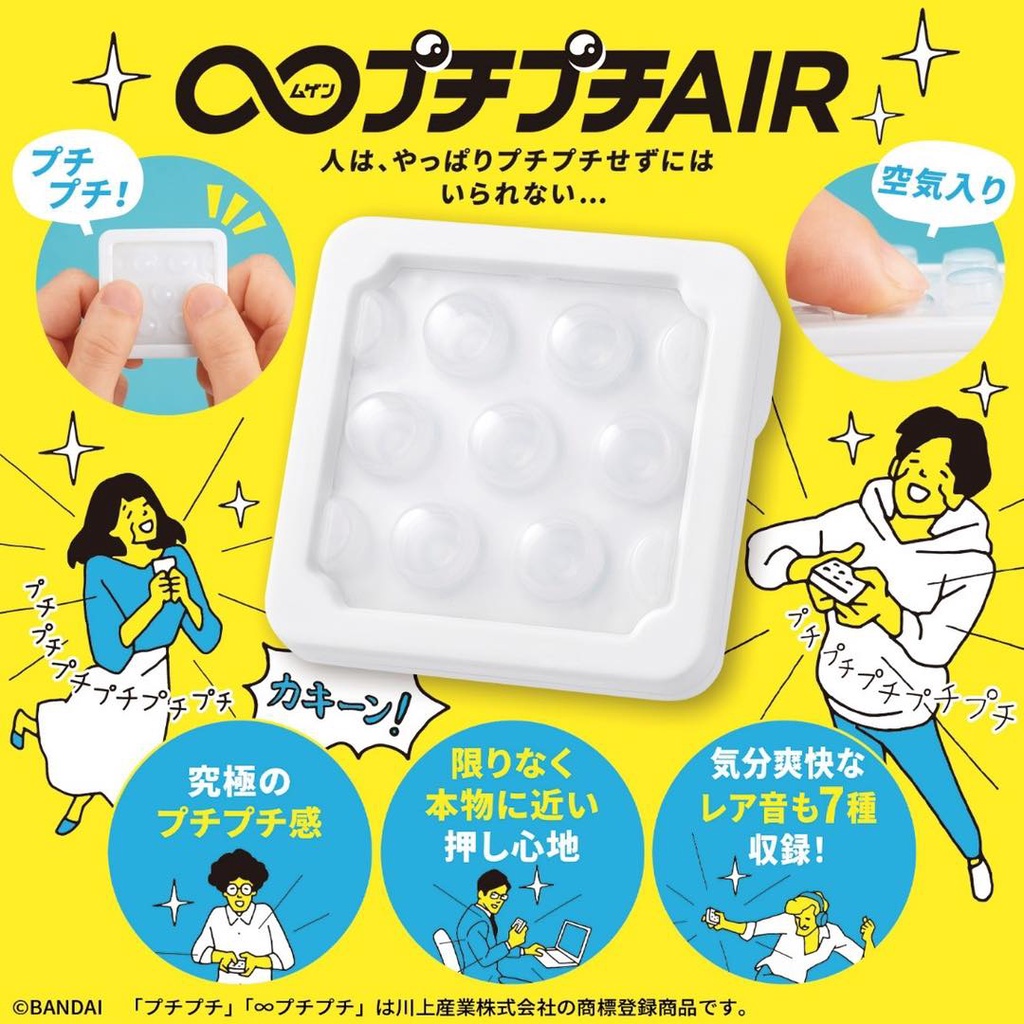 ∞プチプチAIR
ムゲン
人は、やっぱりプチプチせずには
いられない…
プチ
プチ！
空気入り
プチプチプチプチプチプチ
プチプチプチプチプチ
カキーン！
究極の
プチプチ感
限りなく
本物に近い
押し心地
気分爽快な
レア音も7種
収録！
©BANDAI 「プチプチ」「∞プチプチ」は川上産業株式会社の商標登録商品です。